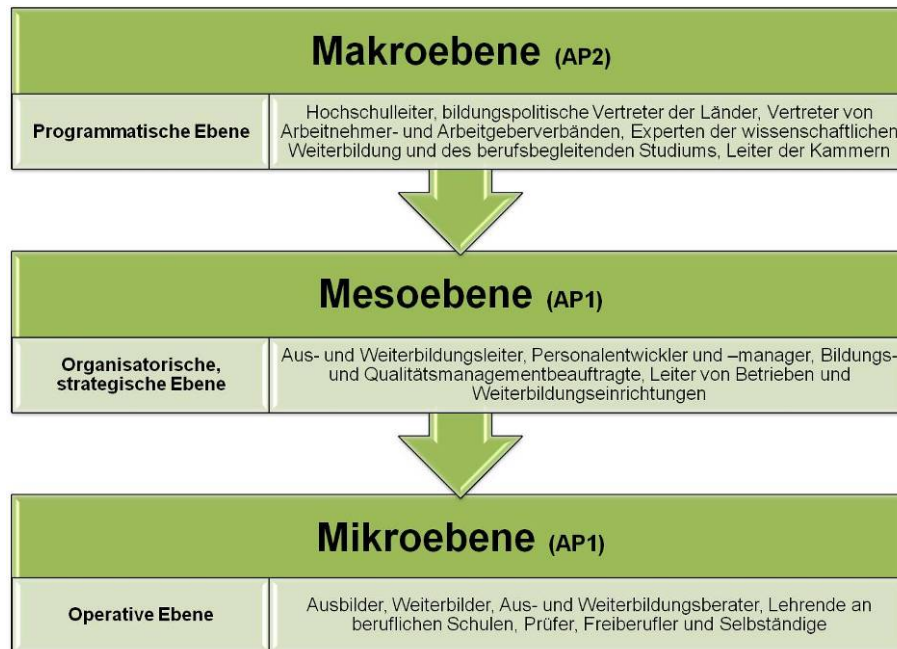 Makroebene (AP2)
Programmatische Ebene
Hochschulleiter, bildungspolitische Vertreter der Länder, Vertreter von
Arbeitnehmer- und Arbeitgeberverbänden, Experten der wissenschaftlichen
Weiterbildung und des berufsbegleitenden Studiums, Leiter der Kammern
Mesoebene (AP1)
Organisatorische,
strategische Ebene
Aus- und Weiterbildungsleiter, Personalentwickler und –manager, Bildungs-
und Qualitätsmanagementbeauftragte, Leiter von Betrieben und
Weiterbildungseinrichtungen
Mikroebene (AP1)
Operative Ebene
Ausbilder, Weiterbilder, Aus- und Weiterbildungsberater, Lehrende an
beruflichen Schulen, Prüfer, Freiberufler und Selbständige